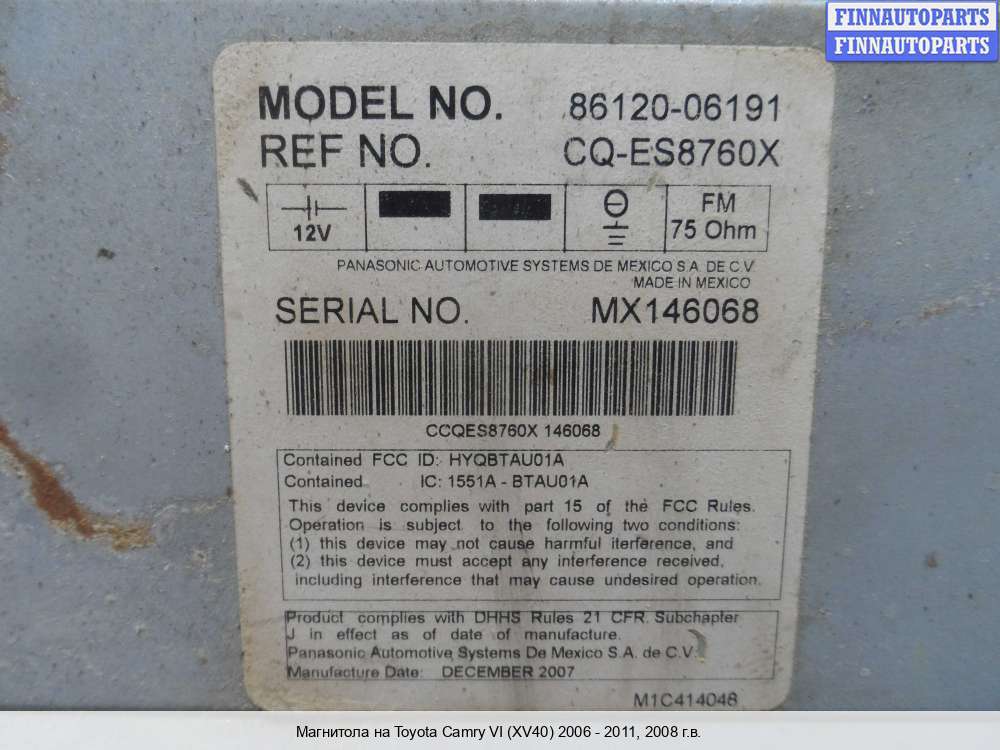 FINNAUTOPARTS
FINNAUTOPARTS
MODEL NO. 86120-06191
REF NO. CQ-ES8760X
12V
FM
75 Ohm
PANASONIC AUTOMOTIVE SYSTEMS DE MEXICO S.A. DE C.V.
MADE IN MEXICO
SERIAL NO. MX146068
CCQES8760X 146068
Contained FCC ID: HYQBTAU01A
Contained IC: 1551A - BTAU01A
This device complies with part 15 of the FCC Rules.
Operation is subject to the following two conditions:
(1) this device may not cause harmful iterference, and
(2) this device must accept any interference received,
including interference that may cause undesired operation.
Product complies with DHHS Rules 21 CFR Subchapter
J in effect as of date of manufacture.
Panasonic Automotive Systems De Mexico S.A. de C.V.
Manufacture Date: DECEMBER 2007
M1C414048
Магнитола на Toyota Camry VI (XV40) 2006 - 2011, 2008 г.в.